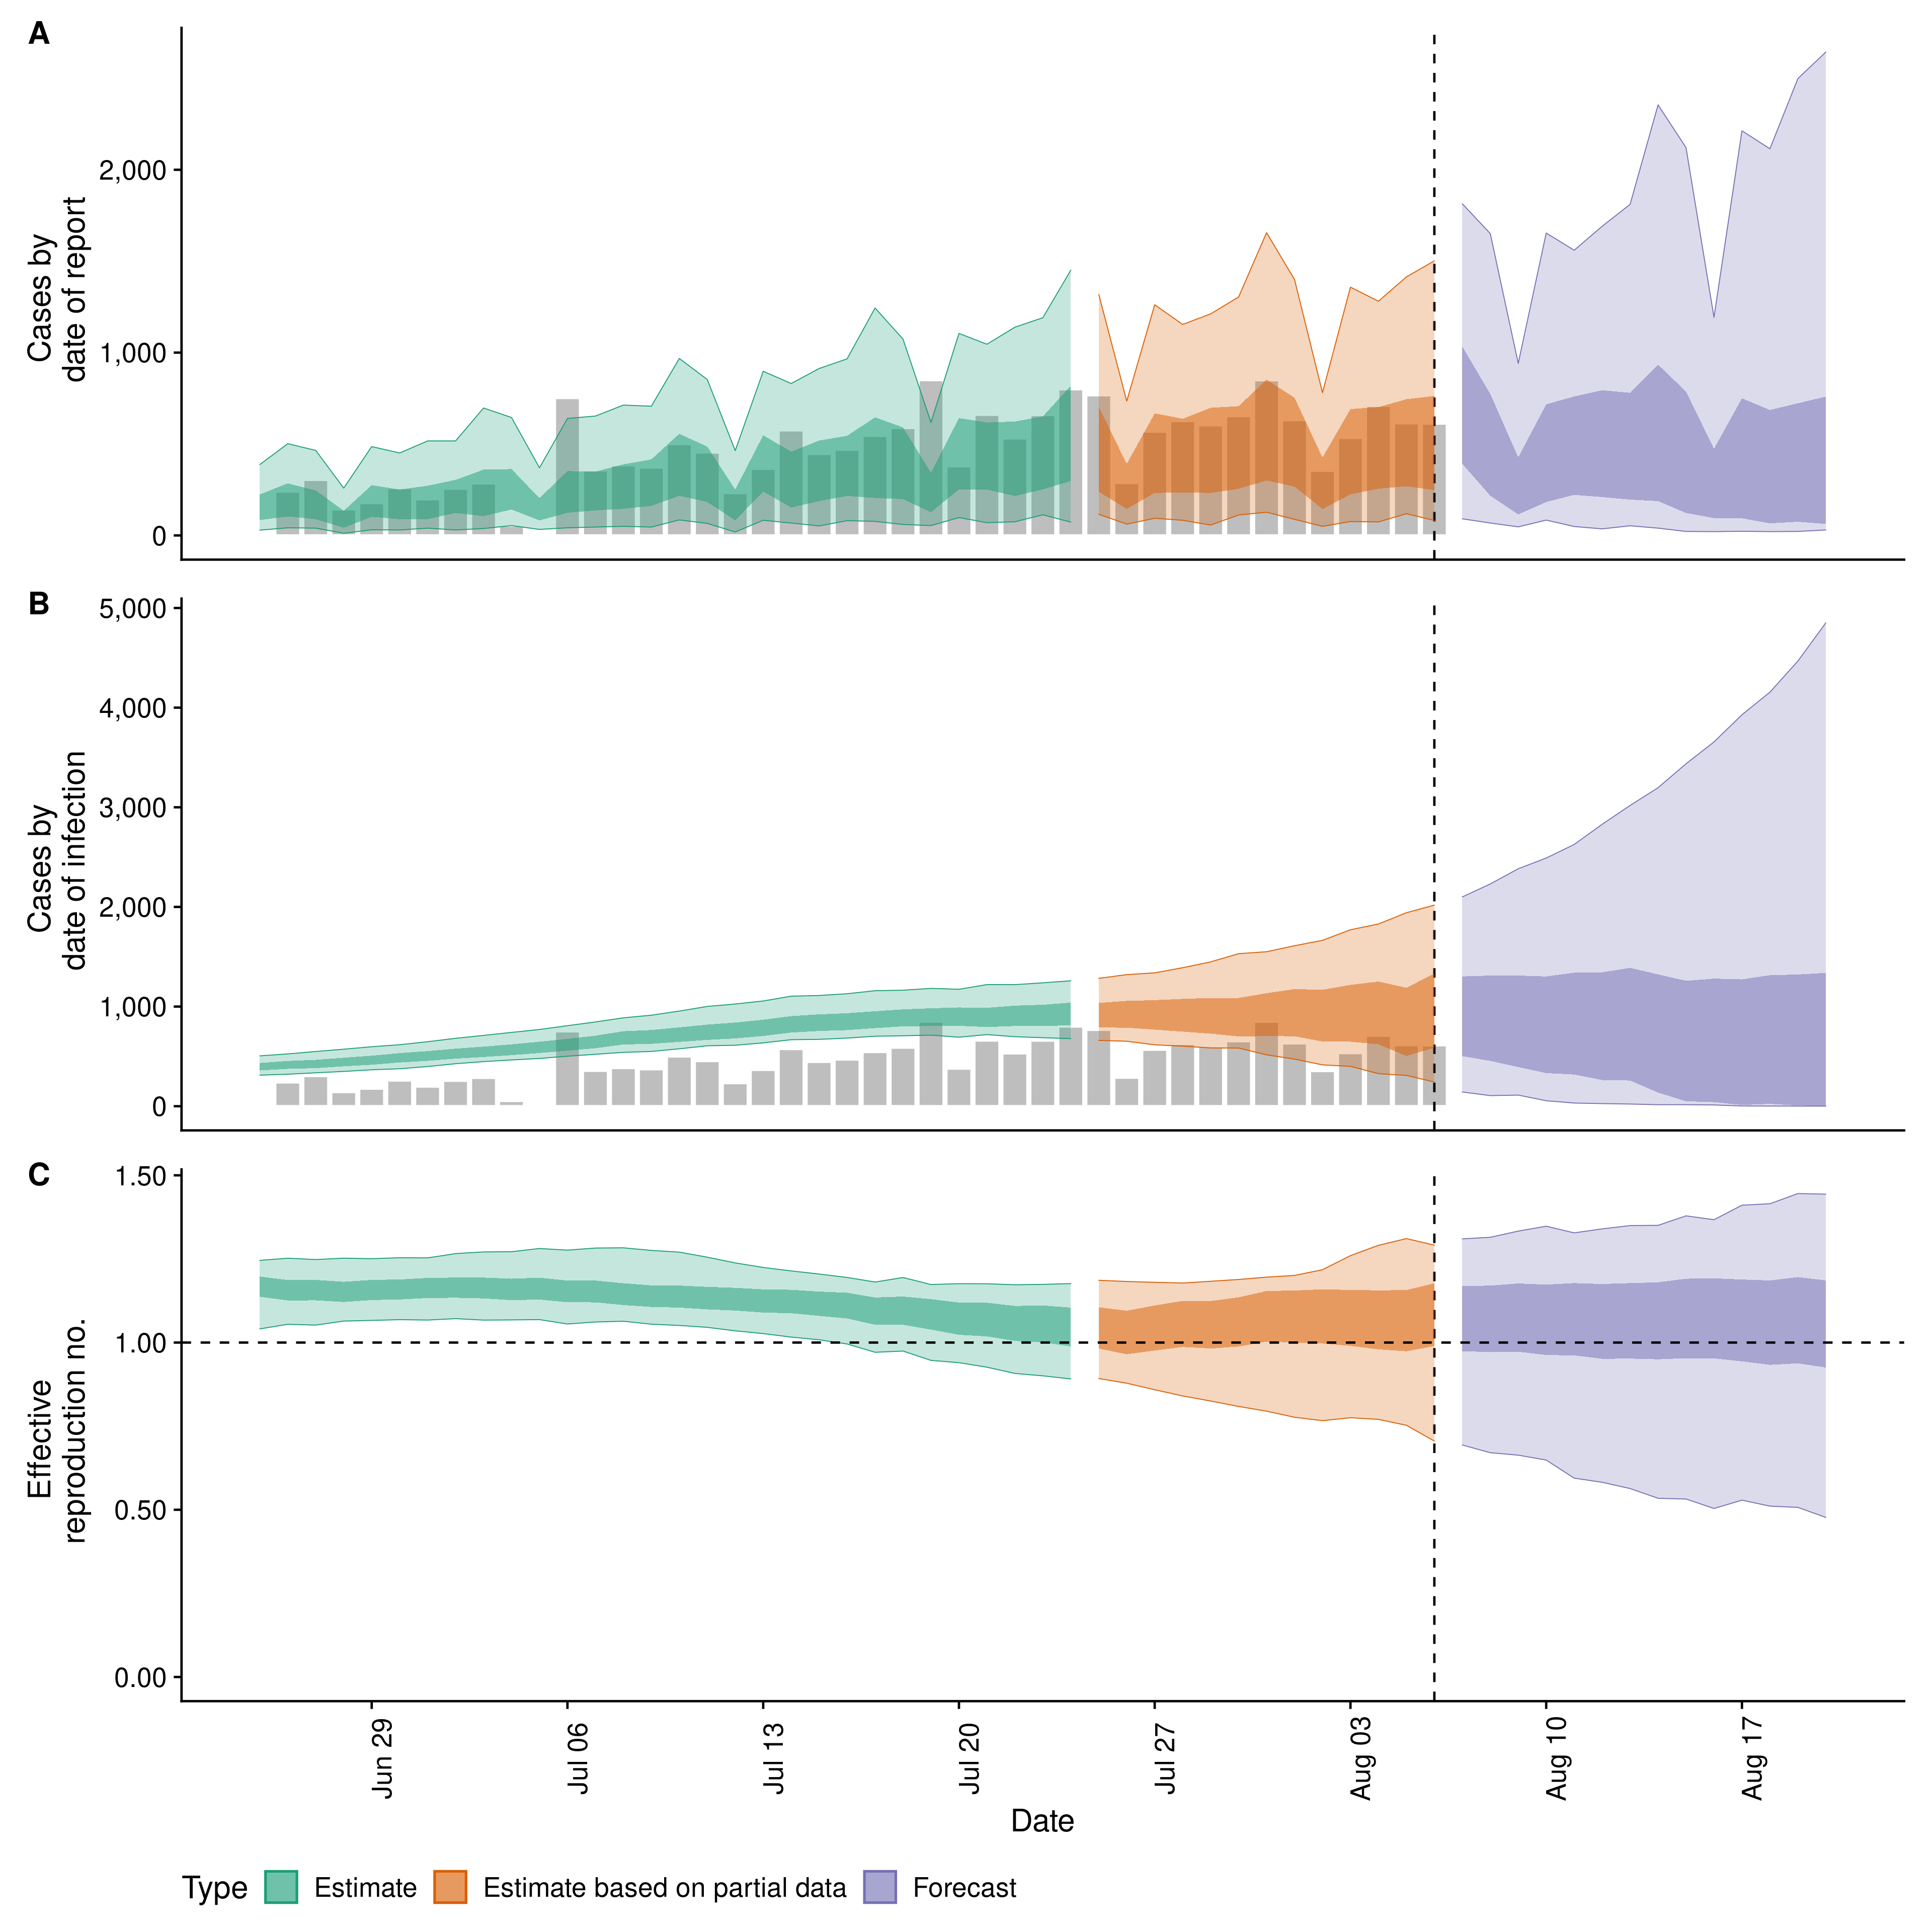 A
Cases by
date of report
2,000
1,000
0
B
Cases by
date of infection
5,000
4,000
3,000
2,000
1,000
0
C
Effective
reproduction no.
1.50
1.00
0.50
0.00
Jun 29
Jul 06
Jul 13
Jul 20
Jul 27
Aug 03
Aug 10
Aug 17
Date
Type Estimate Estimate based on partial data Forecast